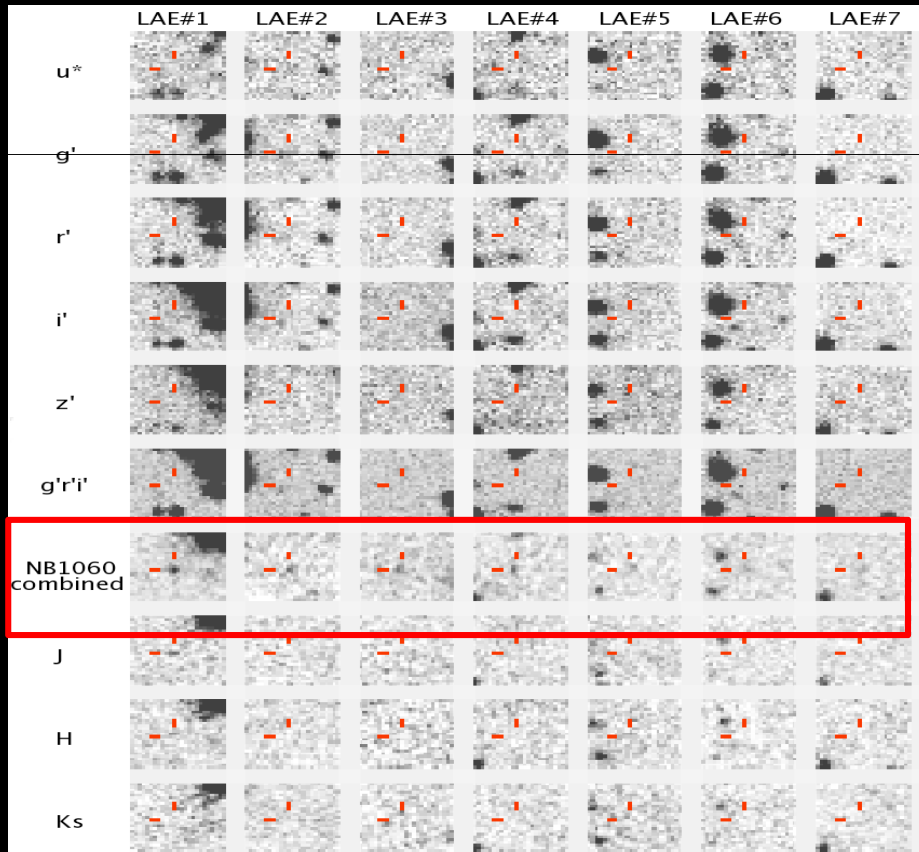 LAE#1 LAE#2 LAE#3 LAE#4 LAE#5 LAE#6 LAE#7
u*
g'
r'
i'
z'
g'r'i'
NB1060
combined
J
H
Ks